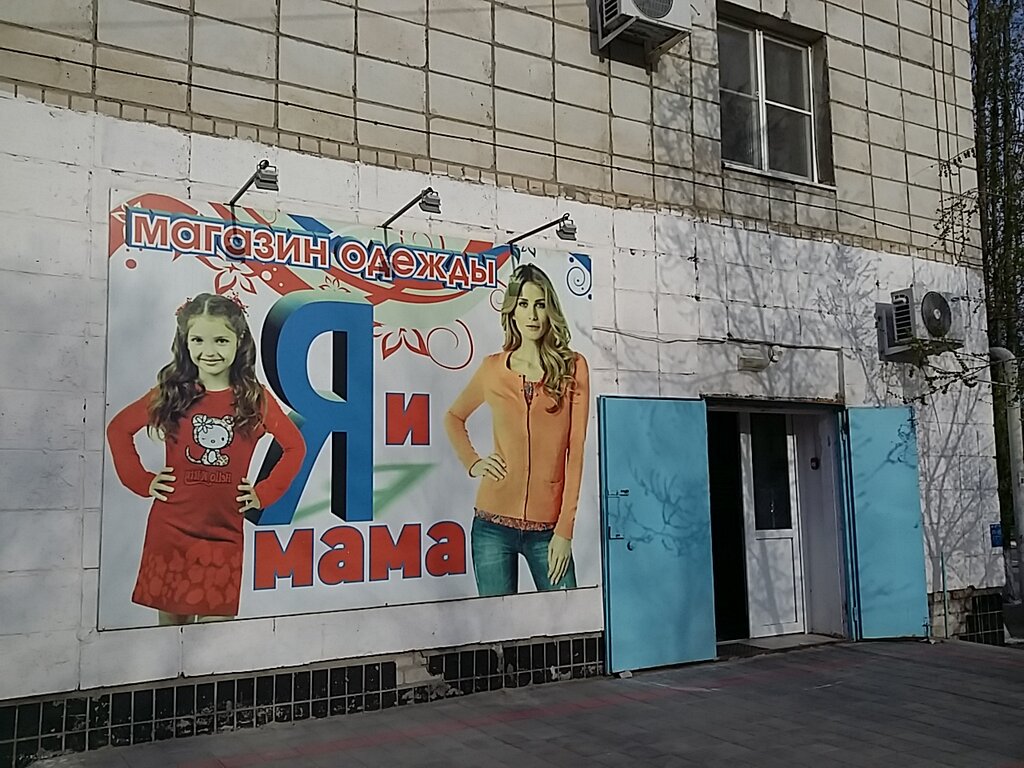 магазин одежды
Я и
мама